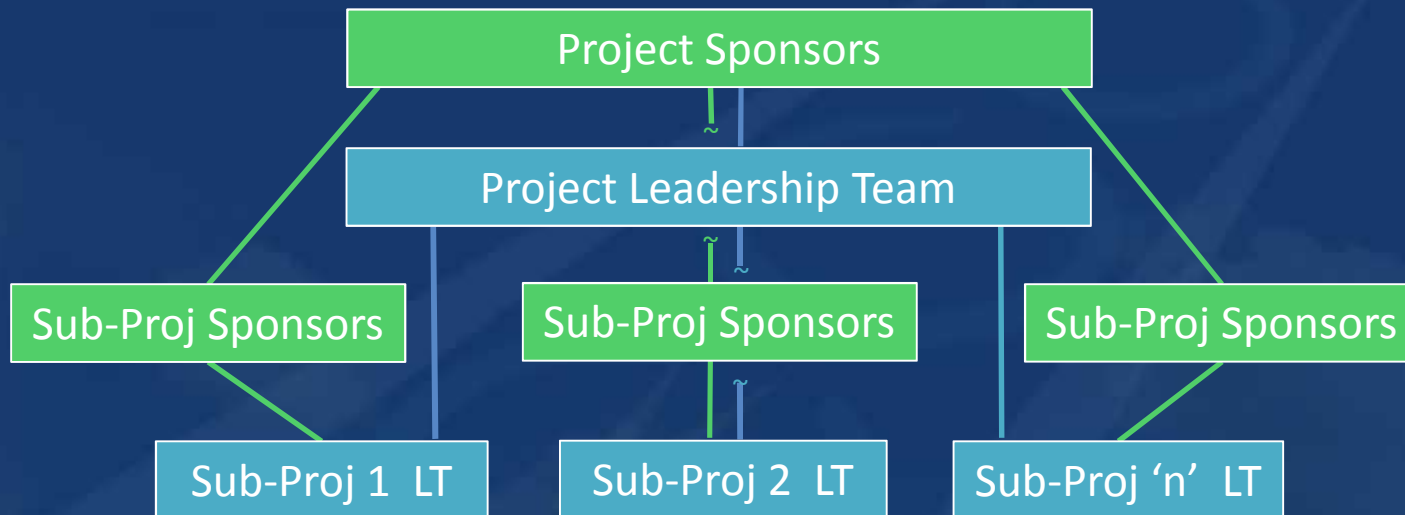 Project Sponsors
~
Project Leadership Team
~
~
Sub-Proj Sponsors
Sub-Proj Sponsors
Sub-Proj Sponsors
~
Sub-Proj 1 LT
Sub-Proj 2 LT
Sub-Proj ‘n’ LT